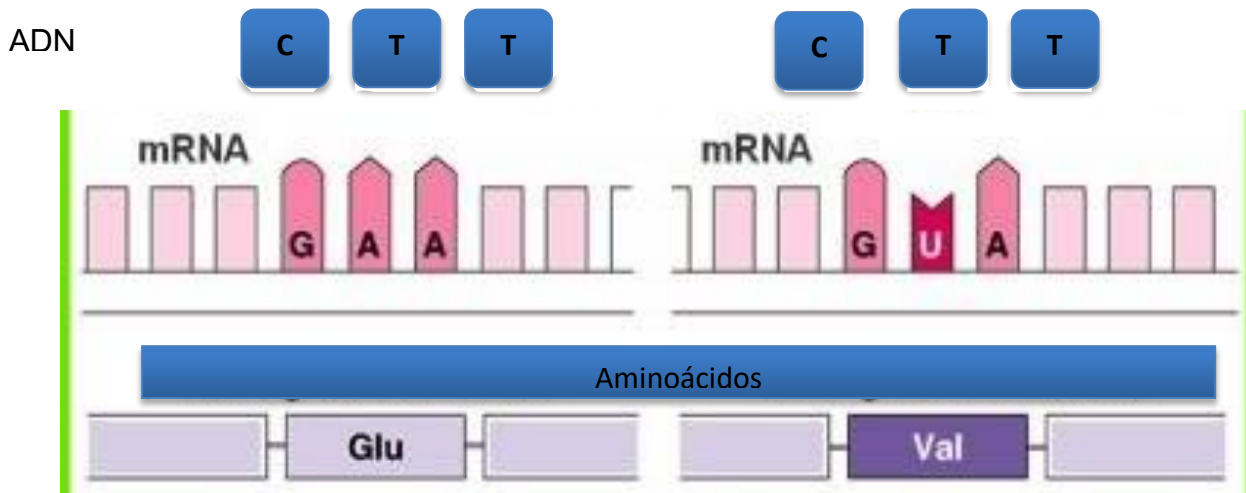 ADN C T T C T T
mRNA mRNA
G A A G U A
Aminoácidos
Glu Val